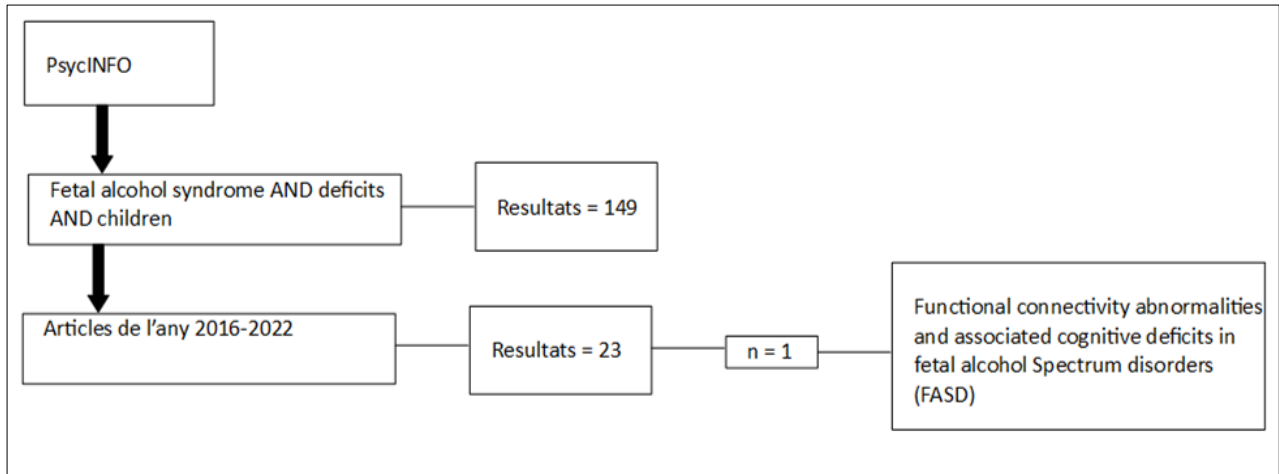 PsycINFO
Fetal alcohol syndrome AND deficits
AND children
Resultats = 149
Articles de l'any 2016-2022
Resultats = 23
n = 1
Functional connectivity abnormalities
and associated cognitive deficits in
fetal alcohol Spectrum disorders
(FASD)